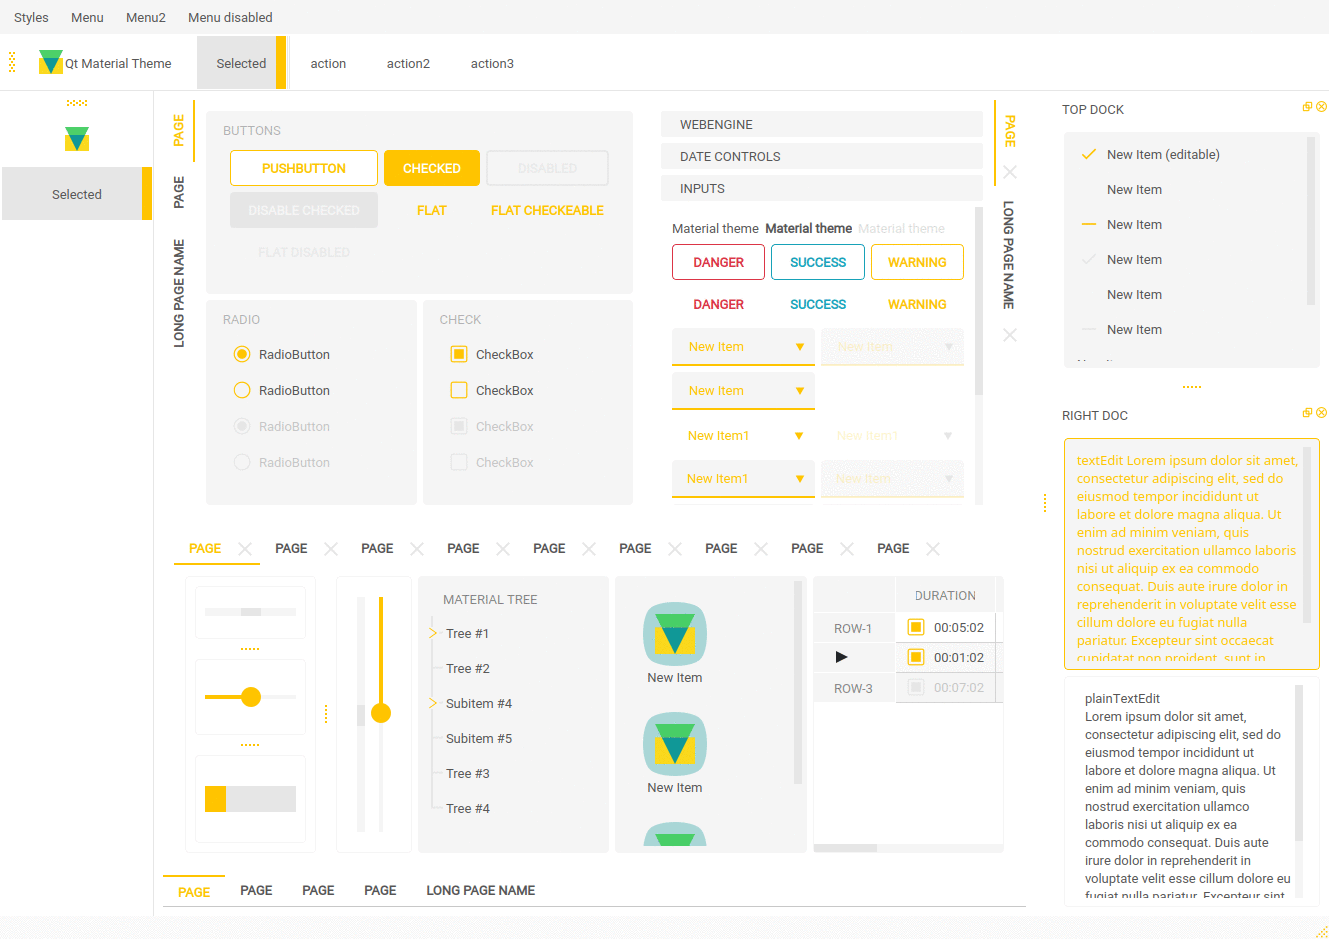 Styles Menu Menu2 Menu disabled
Qt Material Theme Selected action action2 action3
Selected
PAGE
PAGE
LONG PAGE NAME
BUTTONS
PUSHBUTTON CHECKED DISABLED
DISABLE CHECKED FLAT FLAT CHECKEABLE
FLAT DISABLED
RADIO
RadioButton
RadioButton
RadioButton
RadioButton
CHECK
CheckBox
CheckBox
CheckBox
CheckBox
WEBENGINE
DATE CONTROLS
INPUTS
Material theme Material theme Material theme
DANGER SUCCESS WARNING
DANGER SUCCESS WARNING
New Item New Item
New Item
New Item1 New Item1
New Item1 New Item1
PAGE
LONG PAGE NAME
PAGE PAGE PAGE PAGE PAGE PAGE PAGE PAGE PAGE
MATERIAL TREE
Tree #1
Tree #2
Subitem #4
Subitem #5
Tree #3
Tree #4
New Item
New Item
DURATION
ROW-1 00:05:02
00:01:02
ROW-3 00:07:02
PAGE PAGE PAGE PAGE LONG PAGE NAME
TOP DOCK
New Item (editable)
New Item
New Item
New Item
New Item
New Item
RIGHT DOC
textEdit Lorem ipsum dolor sit amet,
consectetur adipiscing elit, sed do
eiusmod tempor incididunt ut
labore et dolore magna aliqua. Ut
enim ad minim veniam, quis
nostrud exercitation ullamco laboris
nisi ut aliquip ex ea commodo
consequat. Duis aute irure dolor in
reprehenderit in voluptate velit esse
cillum dolore eu fugiat nulla
pariatur. Excepteur sint occaecat
cupidatat non proident, sunt in
plainTextEdit
Lorem ipsum dolor sit amet,
consectetur adipiscing elit, sed do
eiusmod tempor incididunt ut
labore et dolore magna aliqua. Ut
enim ad minim veniam, quis
nostrud exercitation ullamco
laboris nisi ut aliquip ex ea
commodo consequat. Duis aute
irure dolor in reprehenderit in
voluptate velit esse cillum dolore eu
fugiat nulla pariatur. Excepteur sint